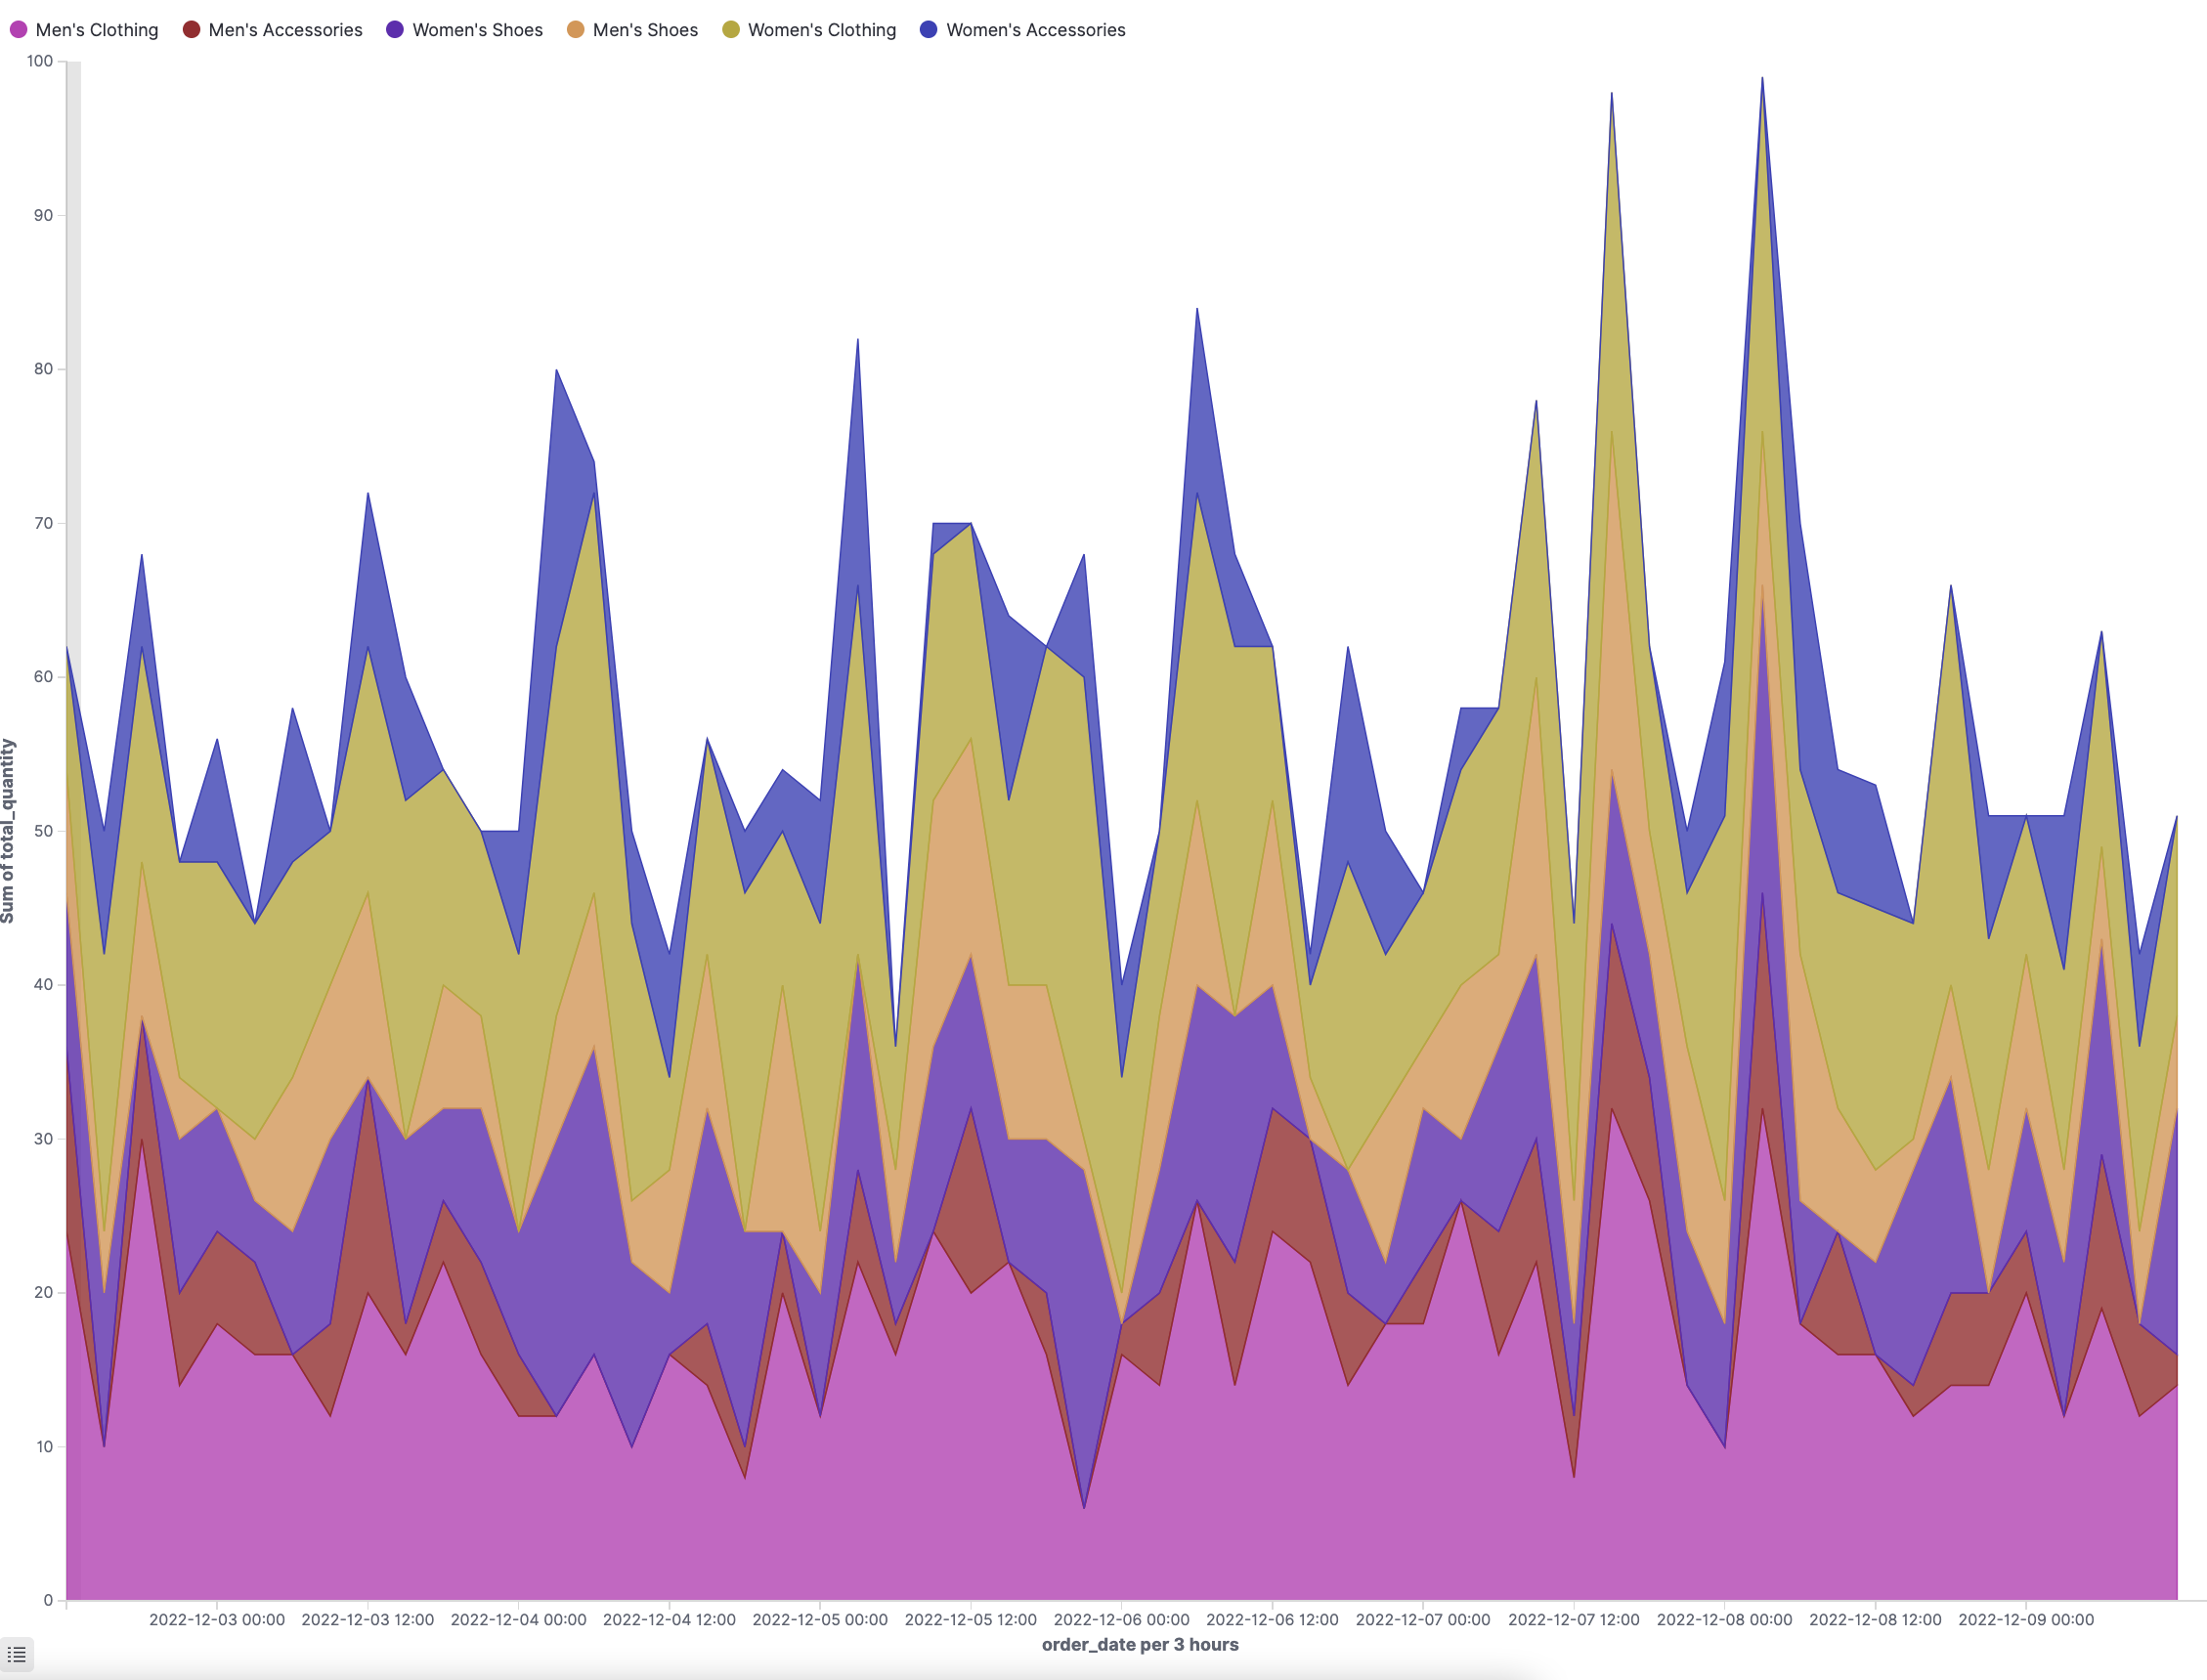 Men's Clothing Men's Accessories Women's Shoes Men's Shoes Women's Clothing Women's Accessories
100
90
80
70
60
50
40
30
20
10
0
Sum of total_quantity
2022-12-03 00:00 2022-12-03 12:00 2022-12-04 00:00 2022-12-04 12:00 2022-12-05 00:00 2022-12-05 12:00 2022-12-06 00:00 2022-12-06 12:00 2022-12-07 00:00 2022-12-07 12:00 2022-12-08 00:00 2022-12-08 12:00 2022-12-09 00:00
order_date per 3 hours